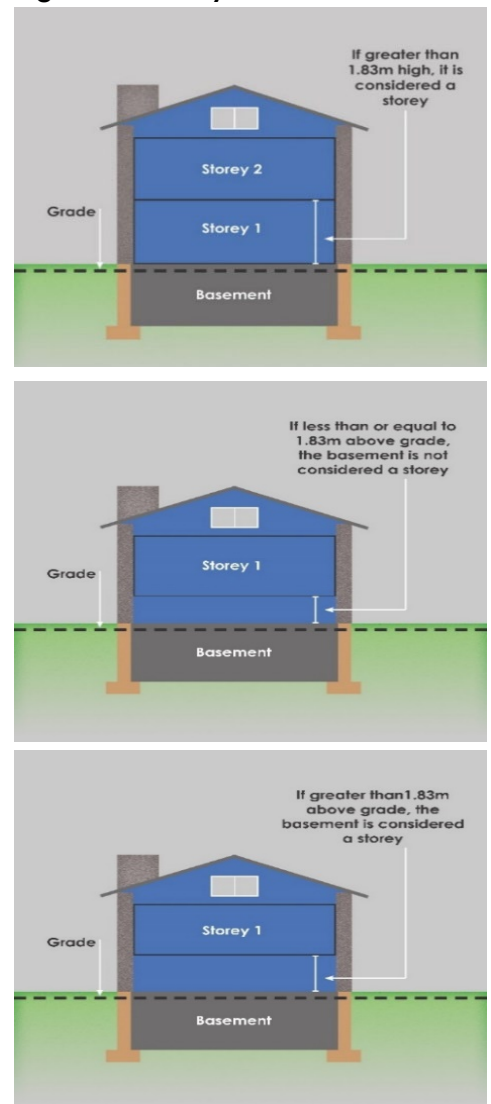 If greater than
1.83m high, it is
considered a
storey
Storey 2
Grade
Storey 1
Basement
If less than or equal to
1.83m above grade,
the basement is not
considered a storey
Storey 1
Grade
Basement
If greater than1.83m
above grade, the
basement is considered
a storey
Storey 1
Grade
Basement